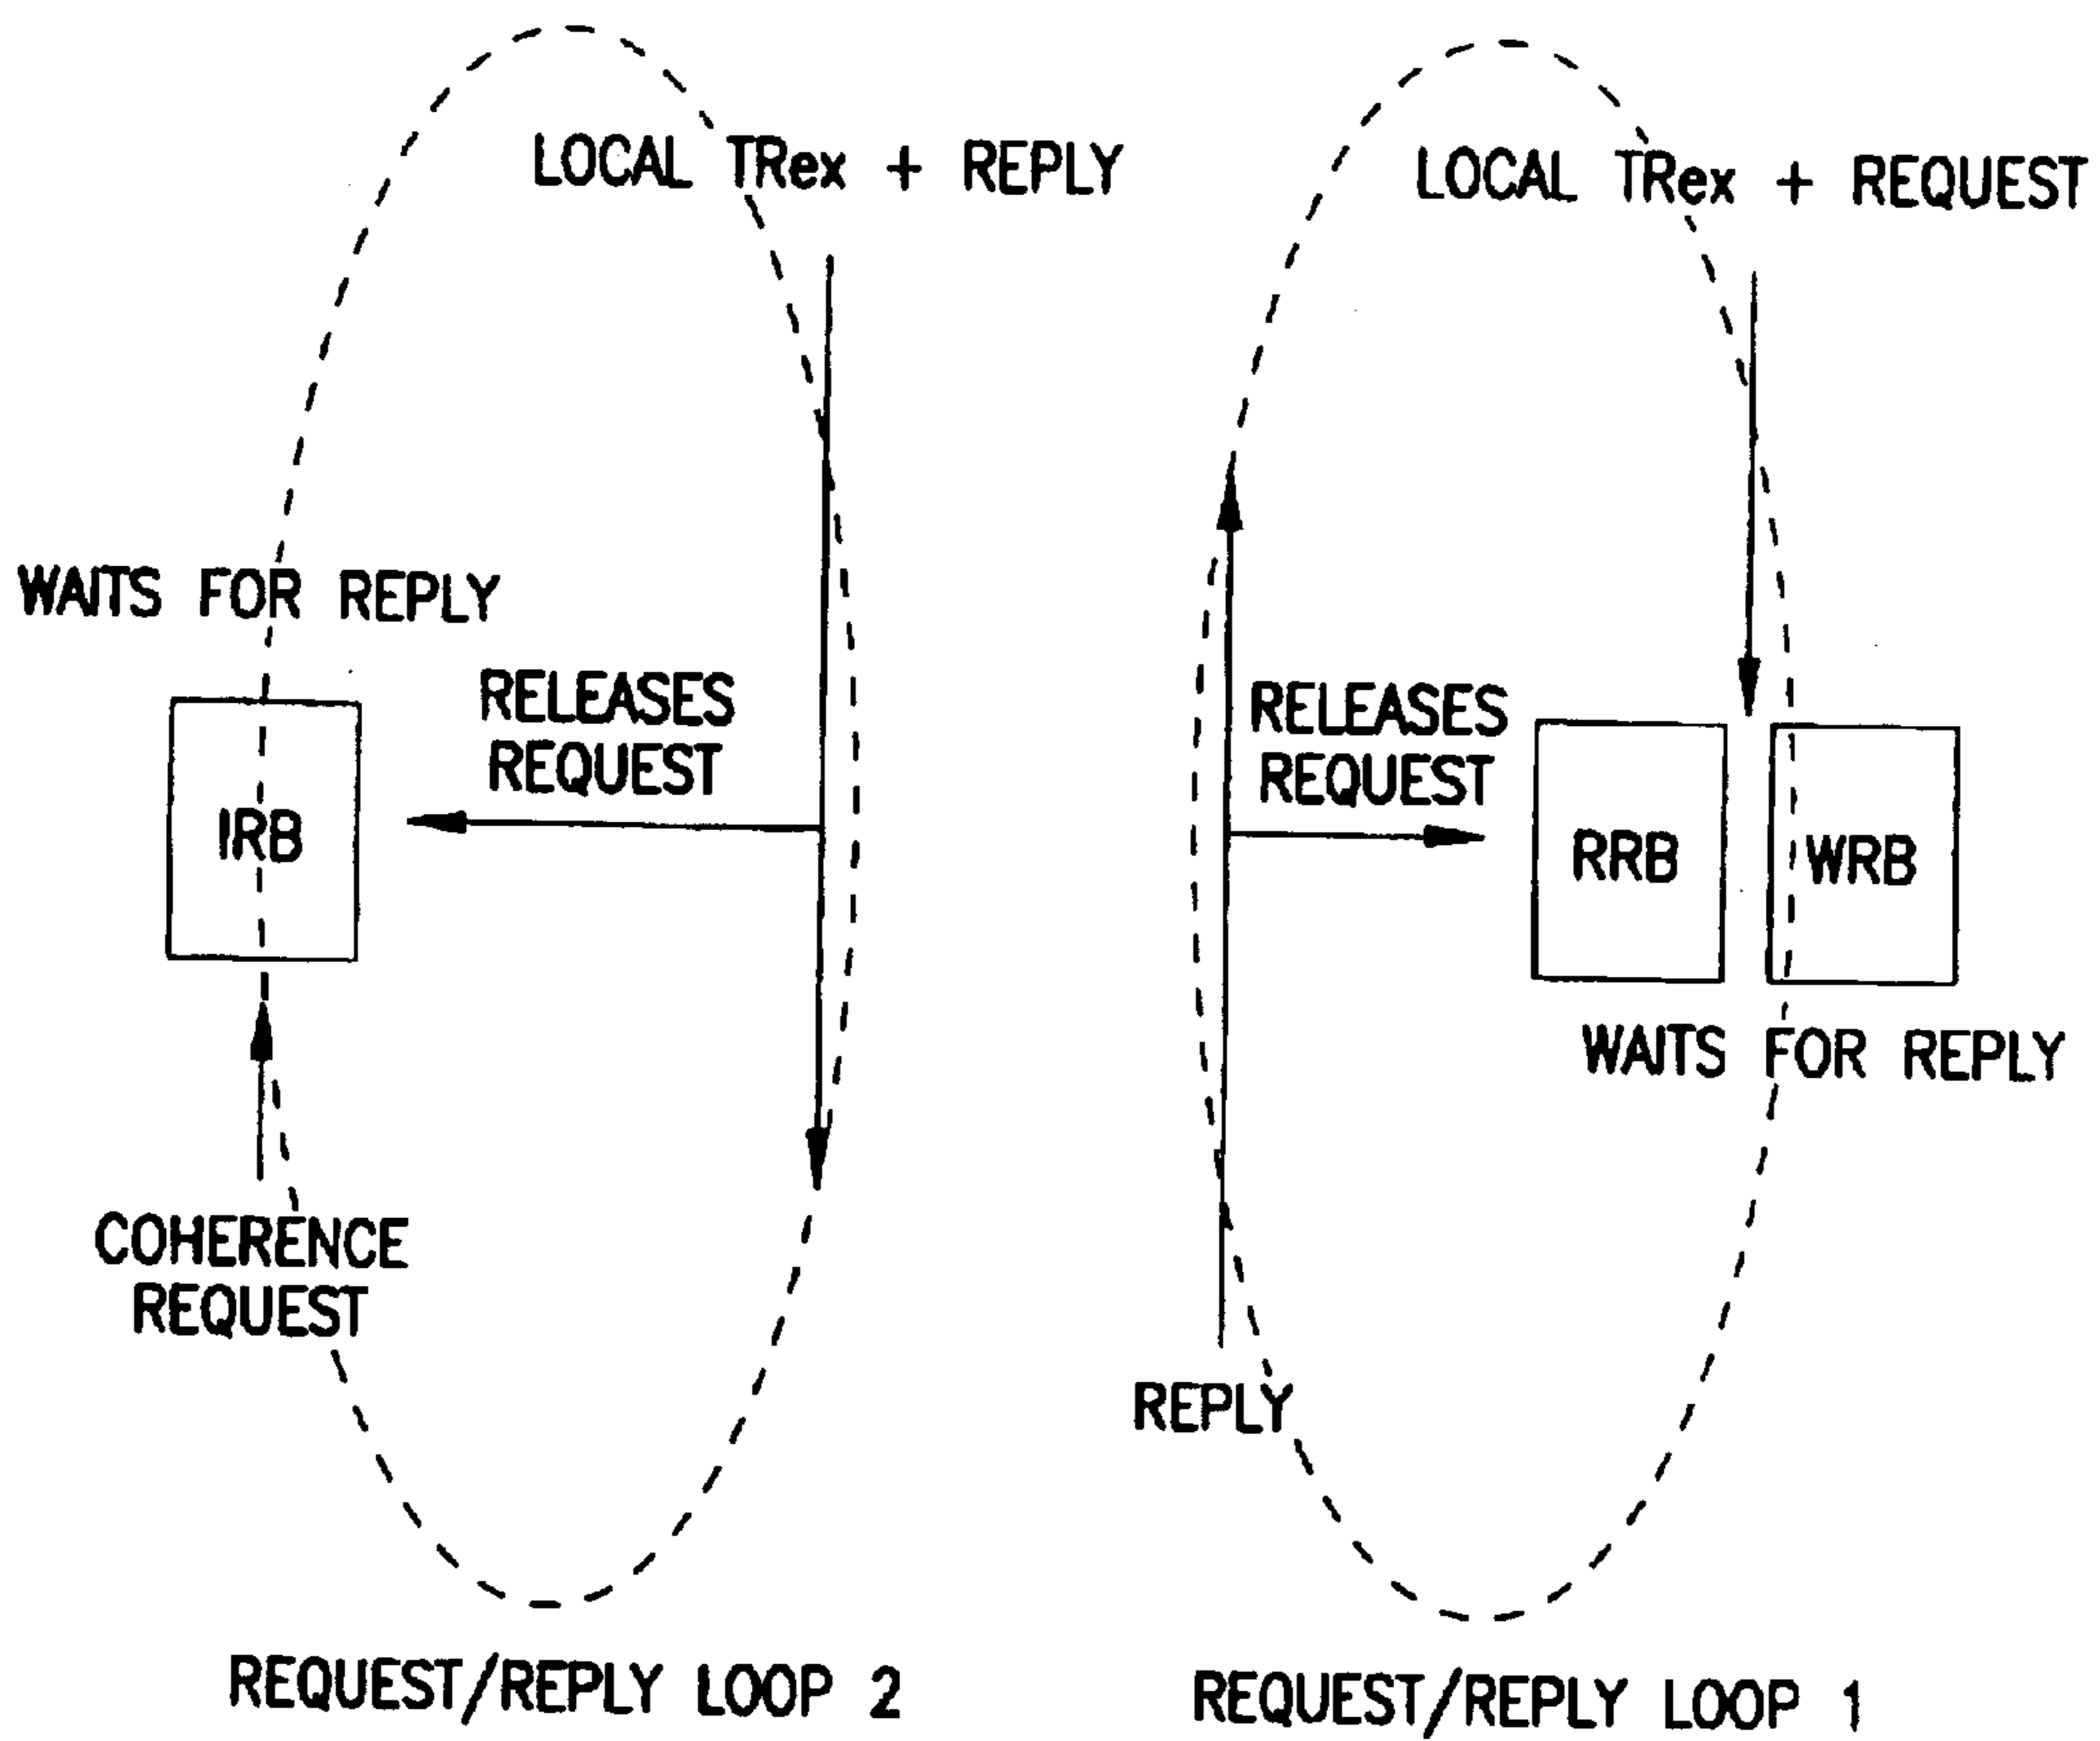 LOCAL TRex + REPLY
WAITS FOR REPLY
RELEASES
REQUEST
IRB
COHERENCE
REQUEST
REQUEST/REPLY LOOP 2
LOCAL TRex + REQUEST
RELEASES
REQUEST
RRB
WRB
WAITS FOR REPLY
REPLY
REQUEST/REPLY LOOP 1